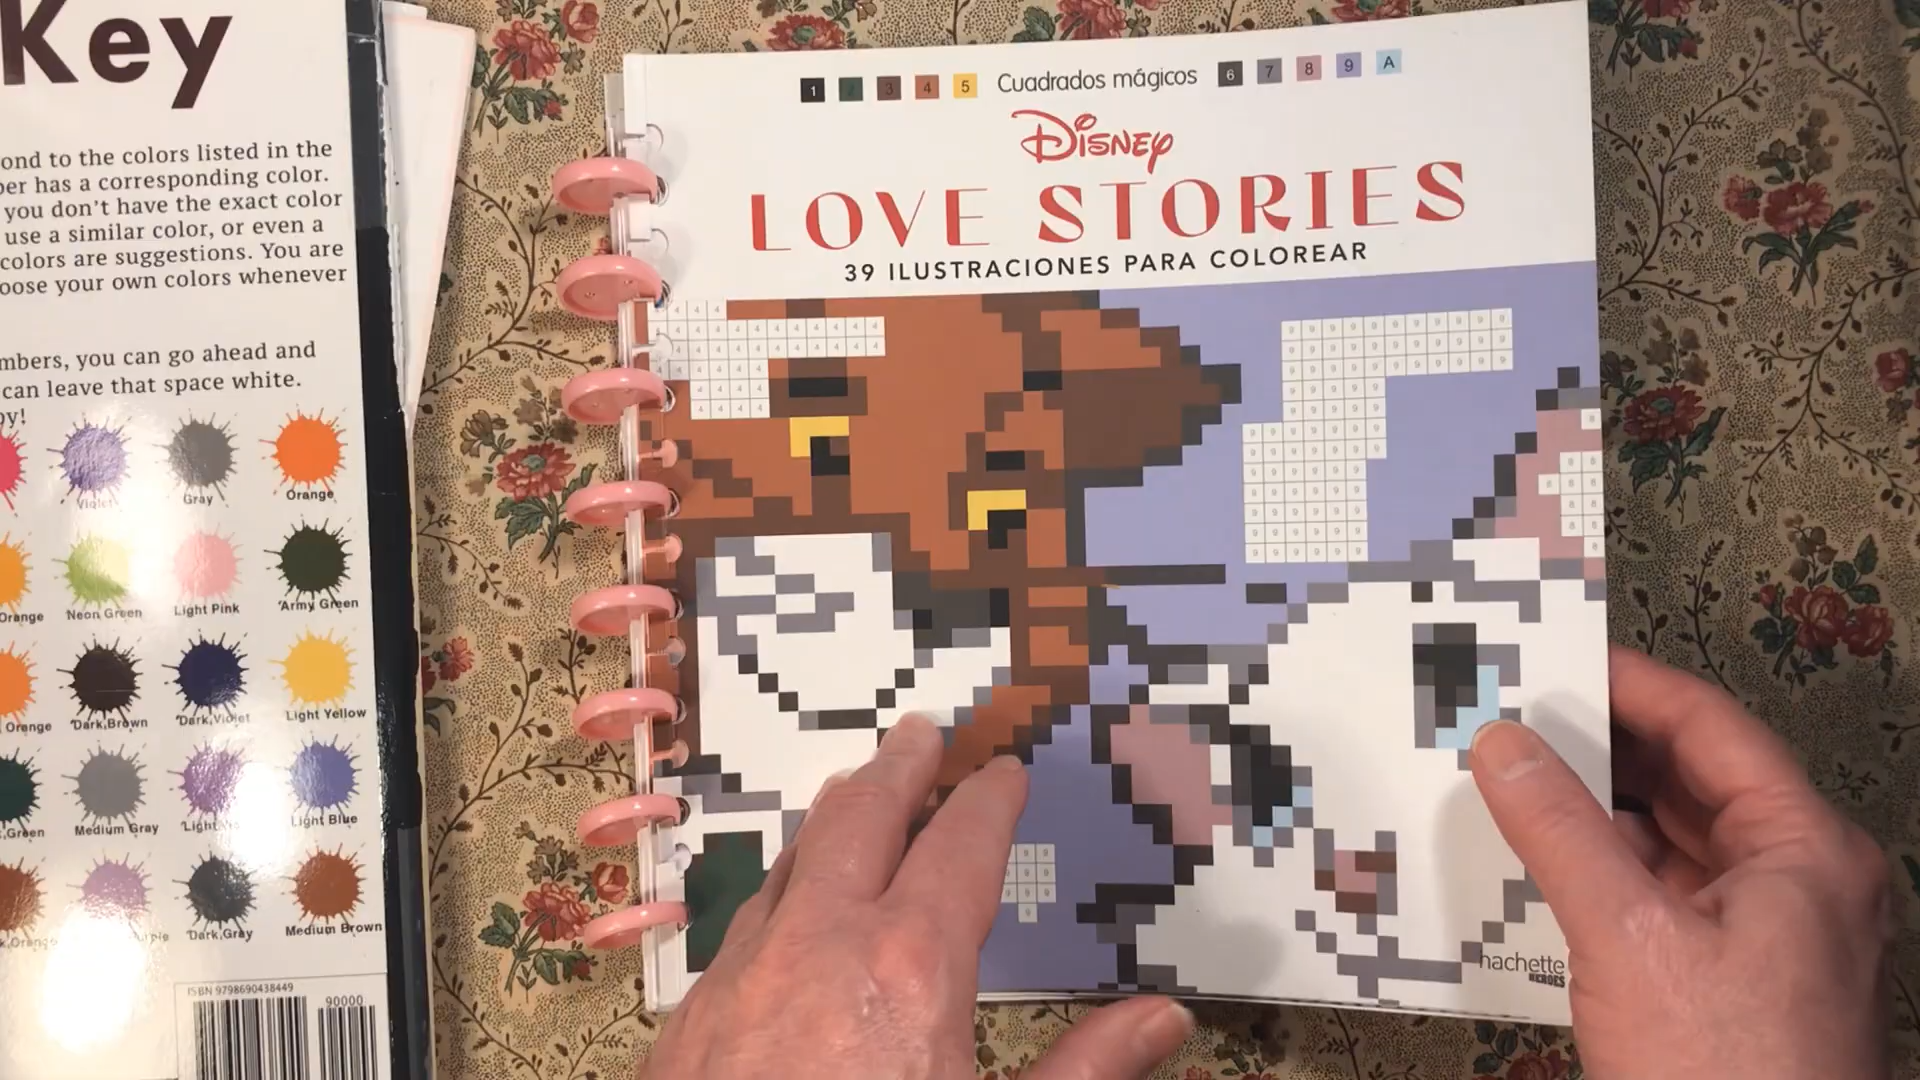 Key
ond to the colors listed in the
ber has a corresponding color.
you don't have the exact color
use a similar color, or even a
colors are suggestions. You are
oose your own colors whenever
mbers, you can go ahead and
can leave that space white.
Violet
Gray
Orange
Orange
Neon Green
Light Pink
Army Green
Orange
Dark Brown
Dark Violet
Light Yellow
Green
Medium Gray
Light Blue
Dark Gray
Medium Brown
ISBN 9798690438449
90000
1 2 3 4 5 Cuadrados mágicos 6 7 8 9 A
Disney
LOVE STORIES
39 ILUSTRACIONES PARA COLOREAR
hachette
HEROES